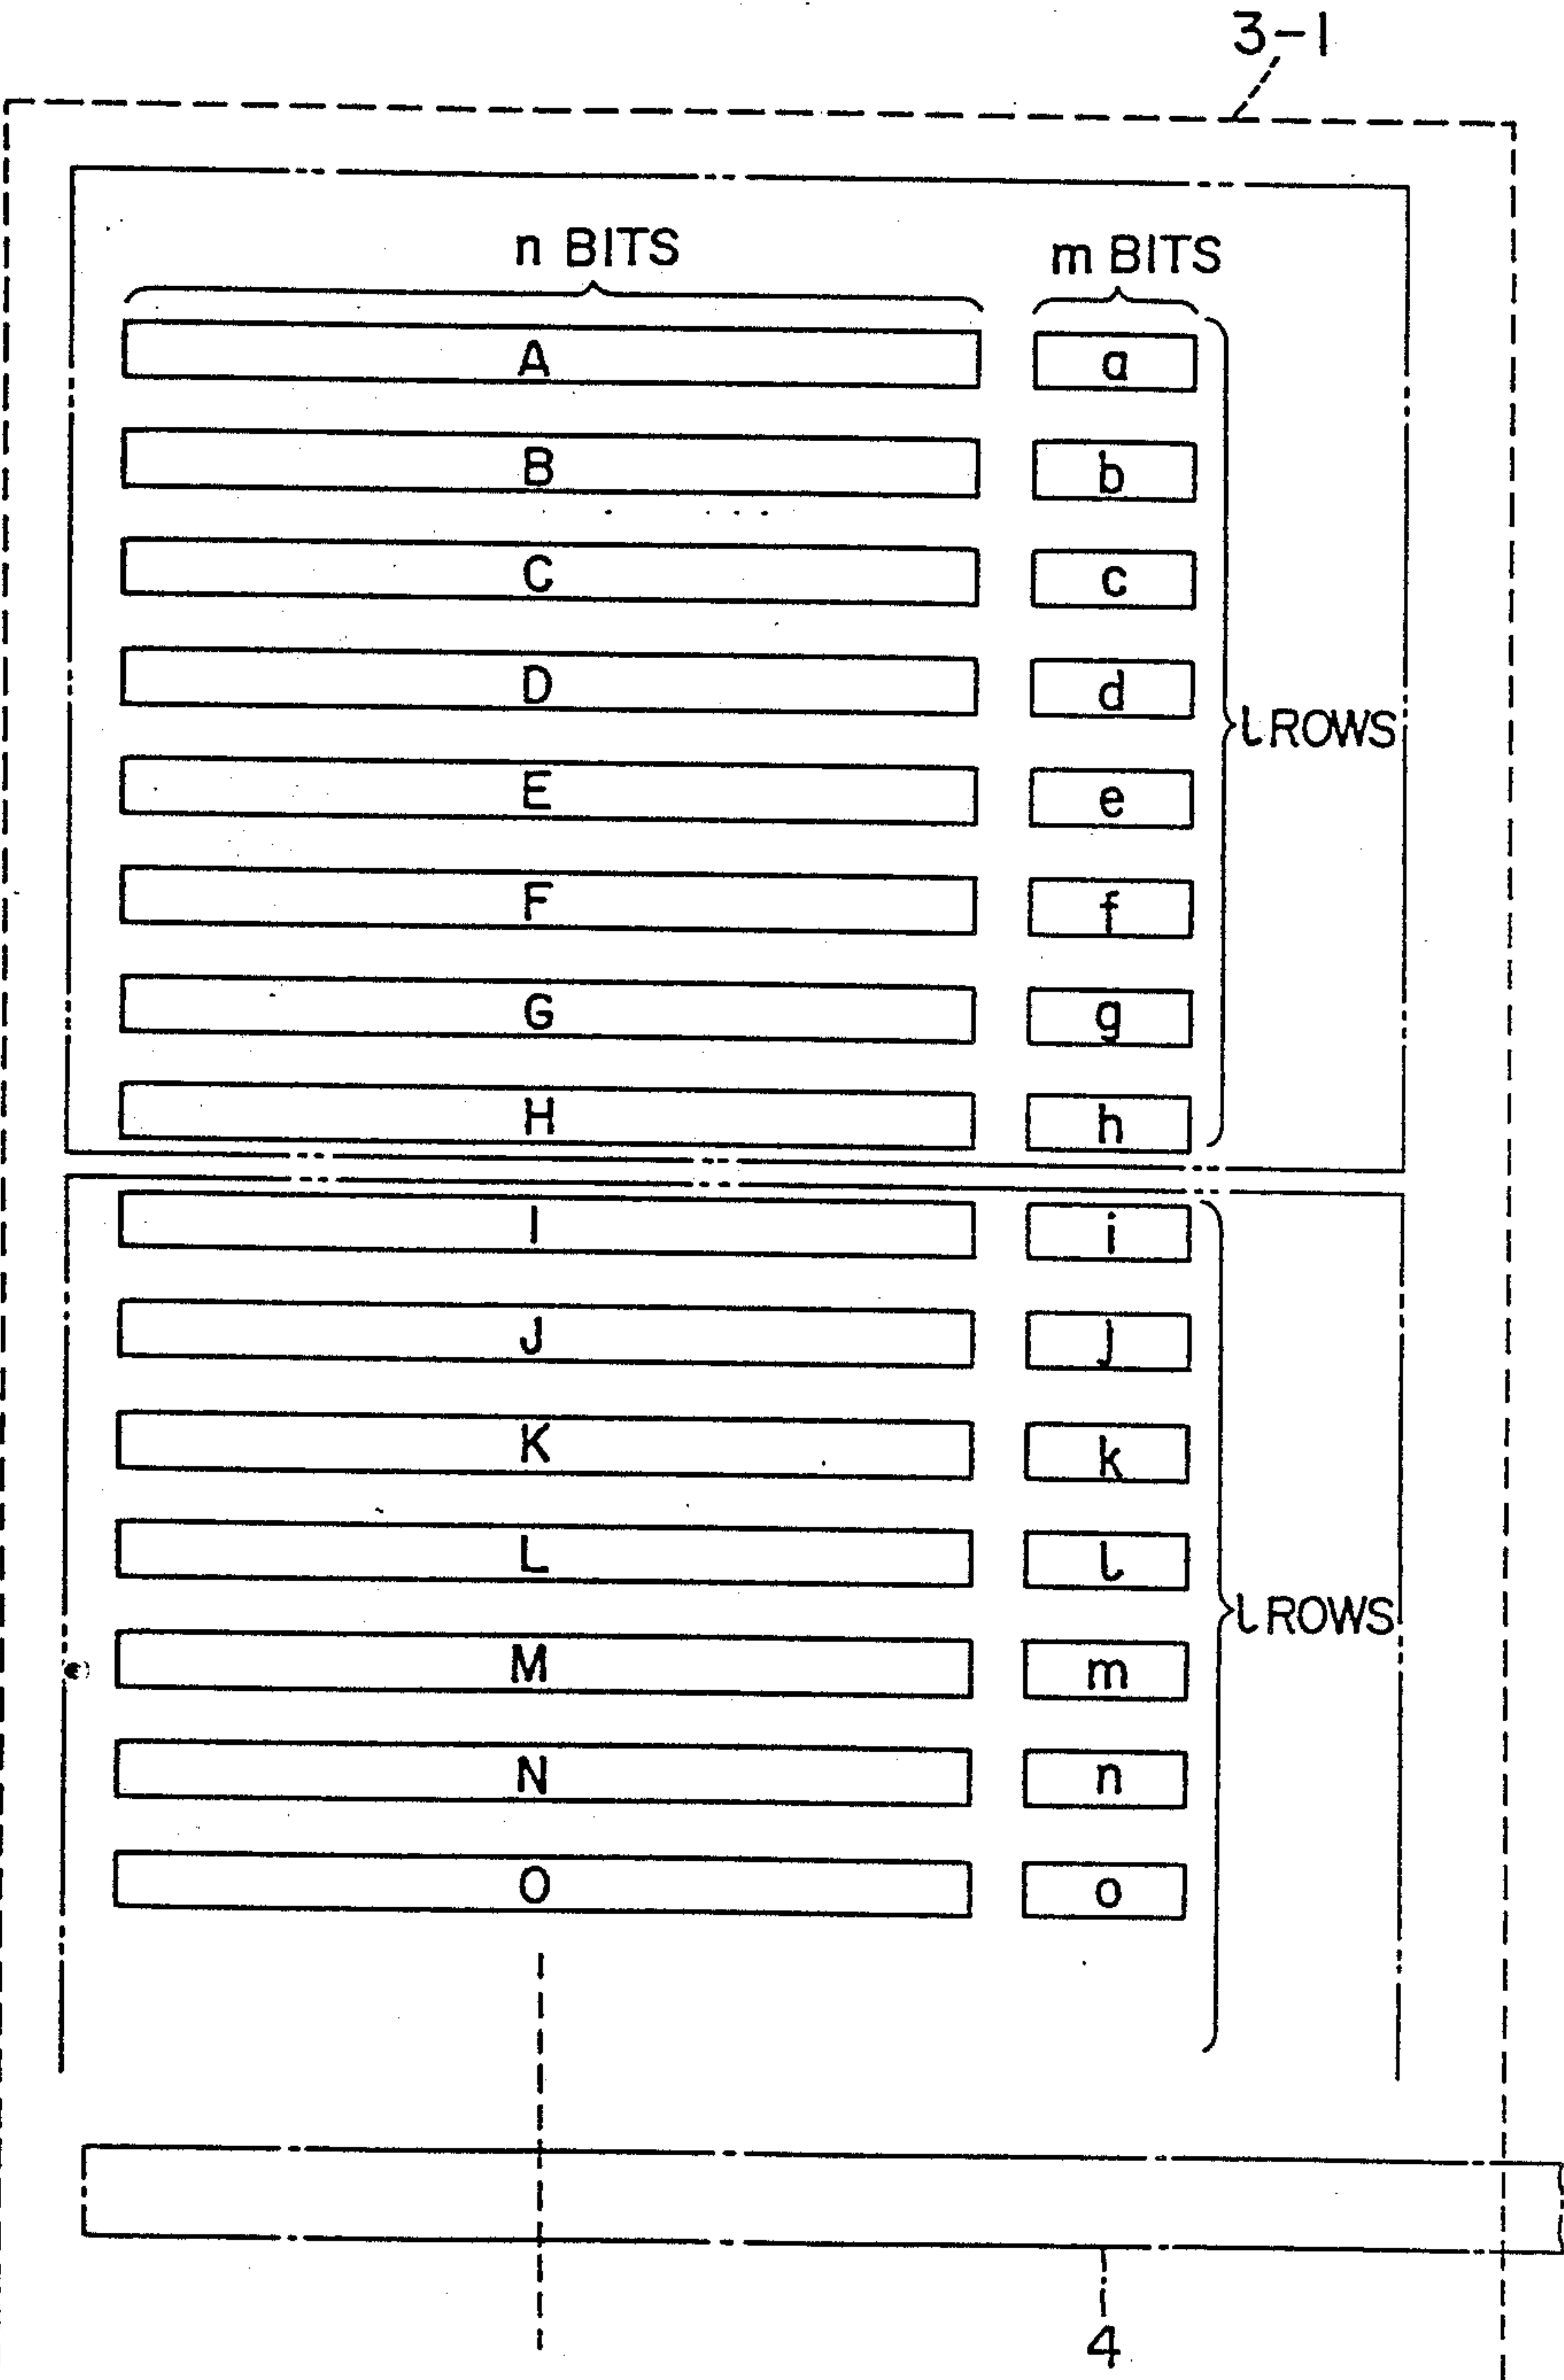 3-1
n BITS m BITS
A a
B b
C c
D d
l ROWS
E e
F f
G g
H h
I i
J j
K k
L l
l ROWS
M m
N n
O o
4